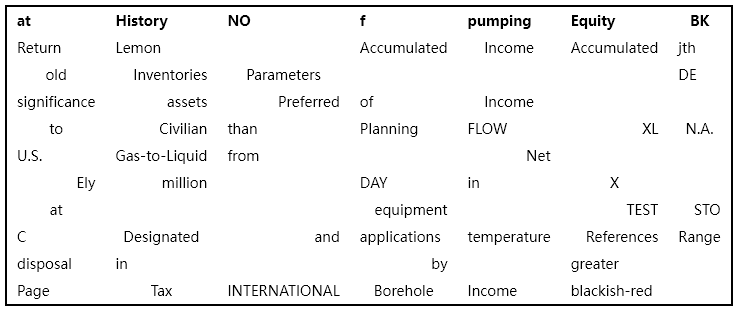 at History NO f pumping Equity BK
Return Lemon Accumulated Income Accumulated jth
old Inventories Parameters DE
significance assets Preferred of Income
to Civilian than Planning FLOW XL N.A.
U.S. Gas-to-Liquid from Net
Ely million DAY in X
at equipment TEST STO
C Designated and applications temperature References Range
disposal in by greater
Page Tax INTERNATIONAL Borehole Income blackish-red